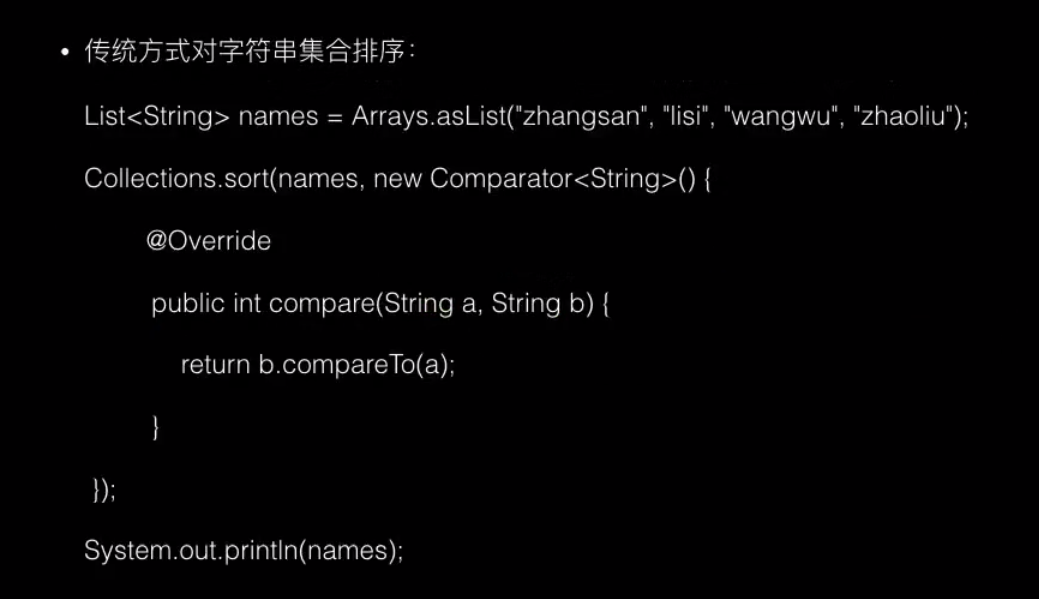 • 传统方式对字符串集合排序：
List<String> names = Arrays.asList("zhangsan", "lisi", "wangwu", "zhaoliu");
Collections.sort(names, new Comparator<String>() {
@Override
public int compare(String a, String b) {
return b.compareTo(a);
}
});
System.out.println(names);